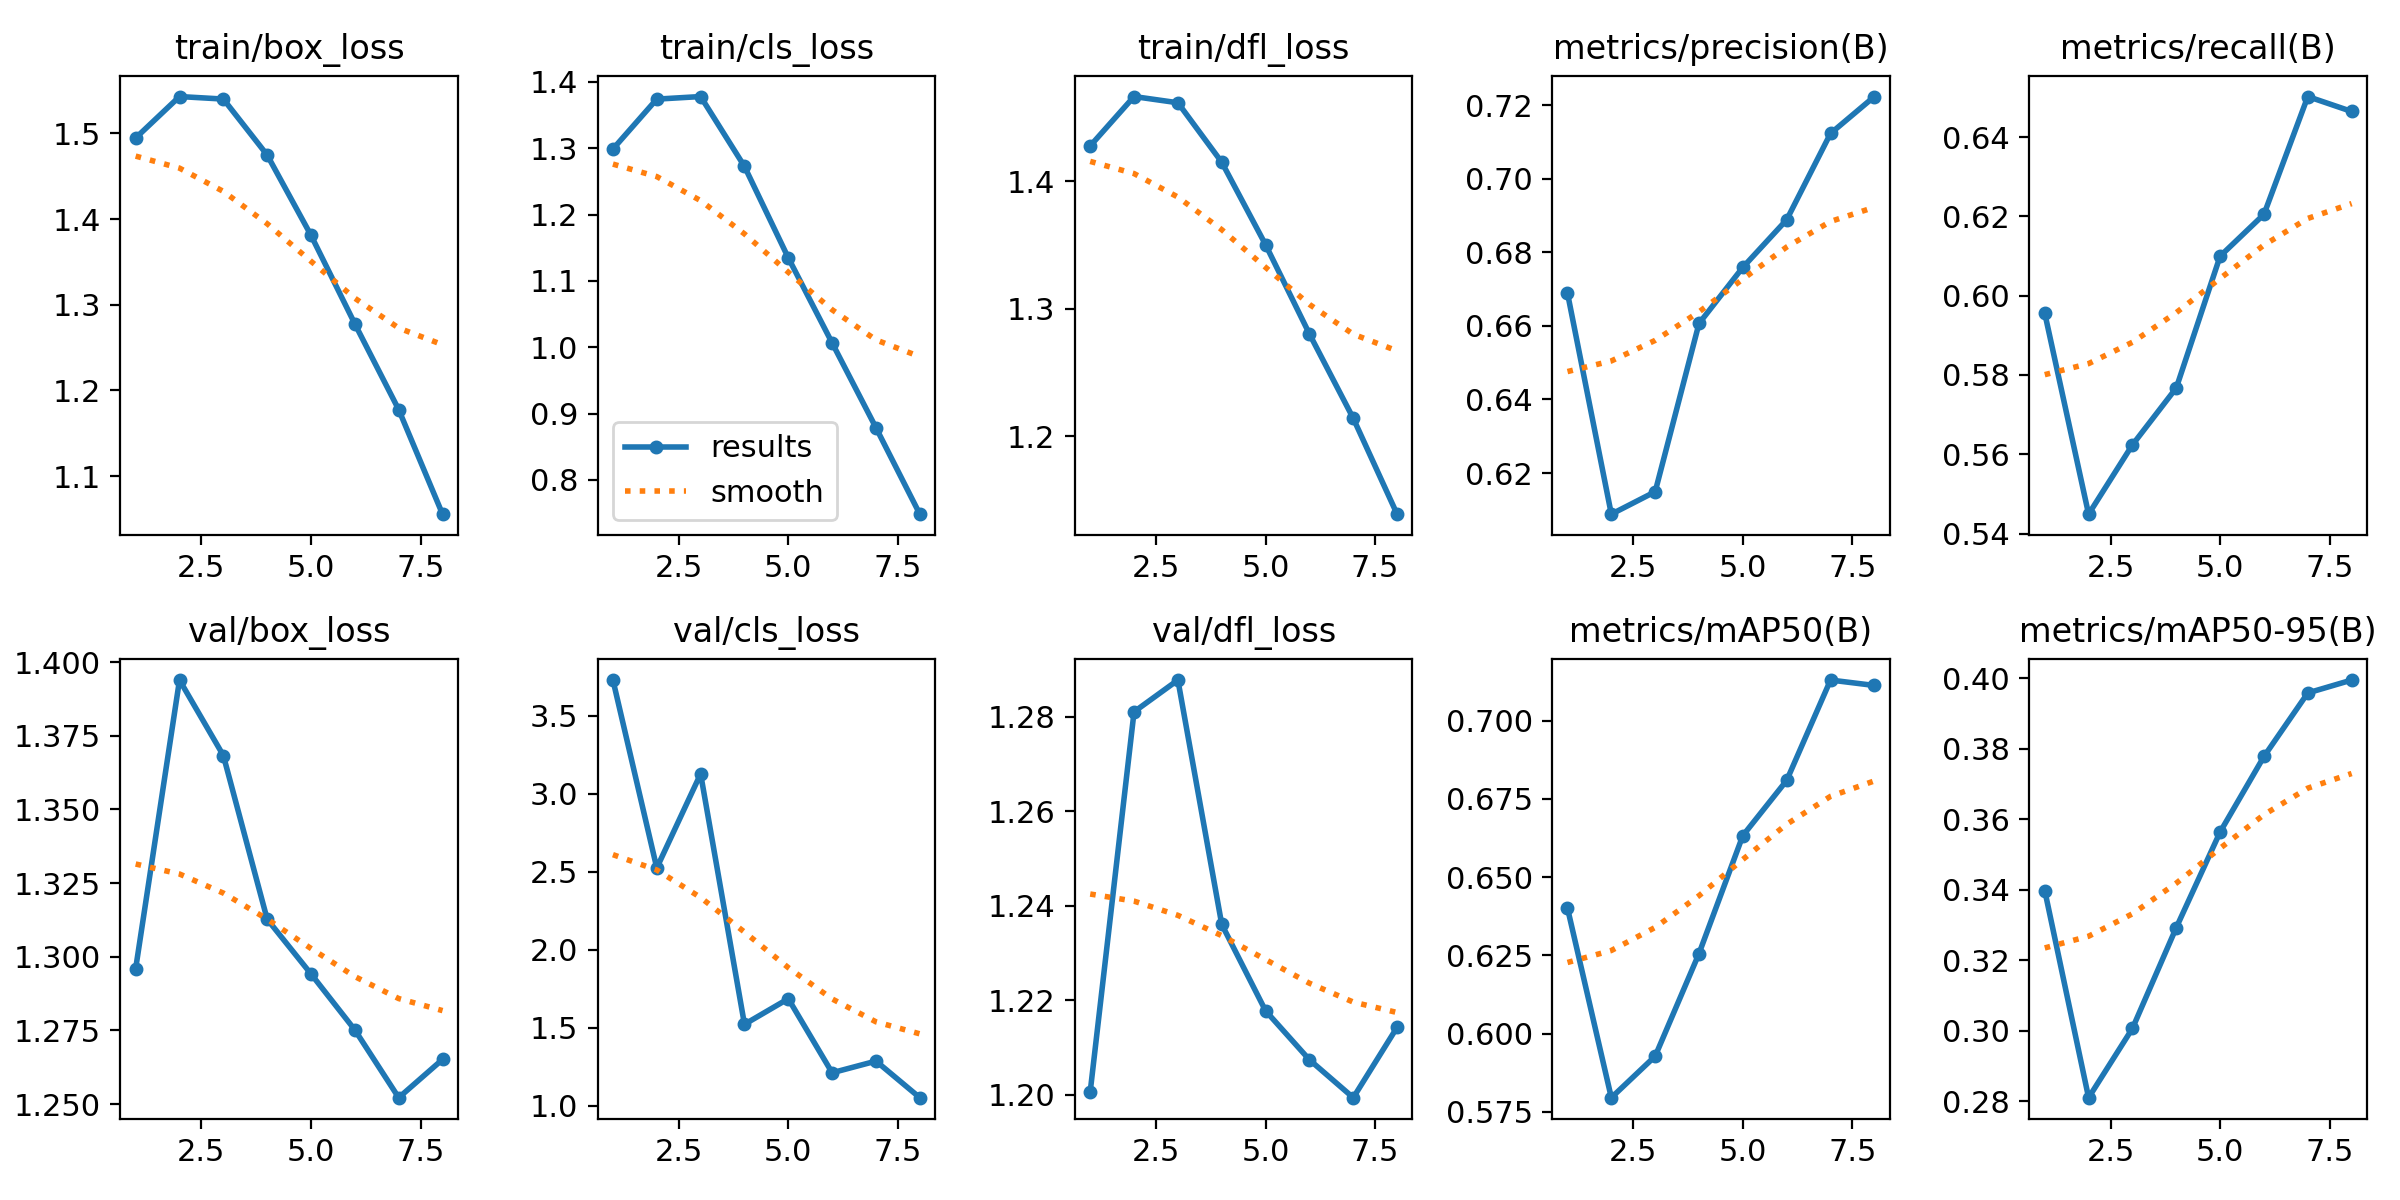 train/box_loss
train/cls_loss
train/dfl_loss
metrics/precision(B)
metrics/recall(B)
1.5
1.4
1.3
1.2
1.1
2.5 5.0 7.5
1.4
1.3
1.2
1.1
1.0
0.9
0.8
results
smooth
2.5 5.0 7.5
1.4
1.3
1.2
2.5 5.0 7.5
0.72
0.70
0.68
0.66
0.64
0.62
2.5 5.0 7.5
0.64
0.62
0.60
0.58
0.56
0.54
2.5 5.0 7.5
val/box_loss
val/cls_loss
val/dfl_loss
metrics/mAP50(B)
metrics/mAP50-95(B)
1.400
1.375
1.350
1.325
1.300
1.275
1.250
2.5 5.0 7.5
3.5
3.0
2.5
2.0
1.5
1.0
2.5 5.0 7.5
1.28
1.26
1.24
1.22
1.20
2.5 5.0 7.5
0.700
0.675
0.650
0.625
0.600
0.575
2.5 5.0 7.5
0.40
0.38
0.36
0.34
0.32
0.30
0.28
2.5 5.0 7.5